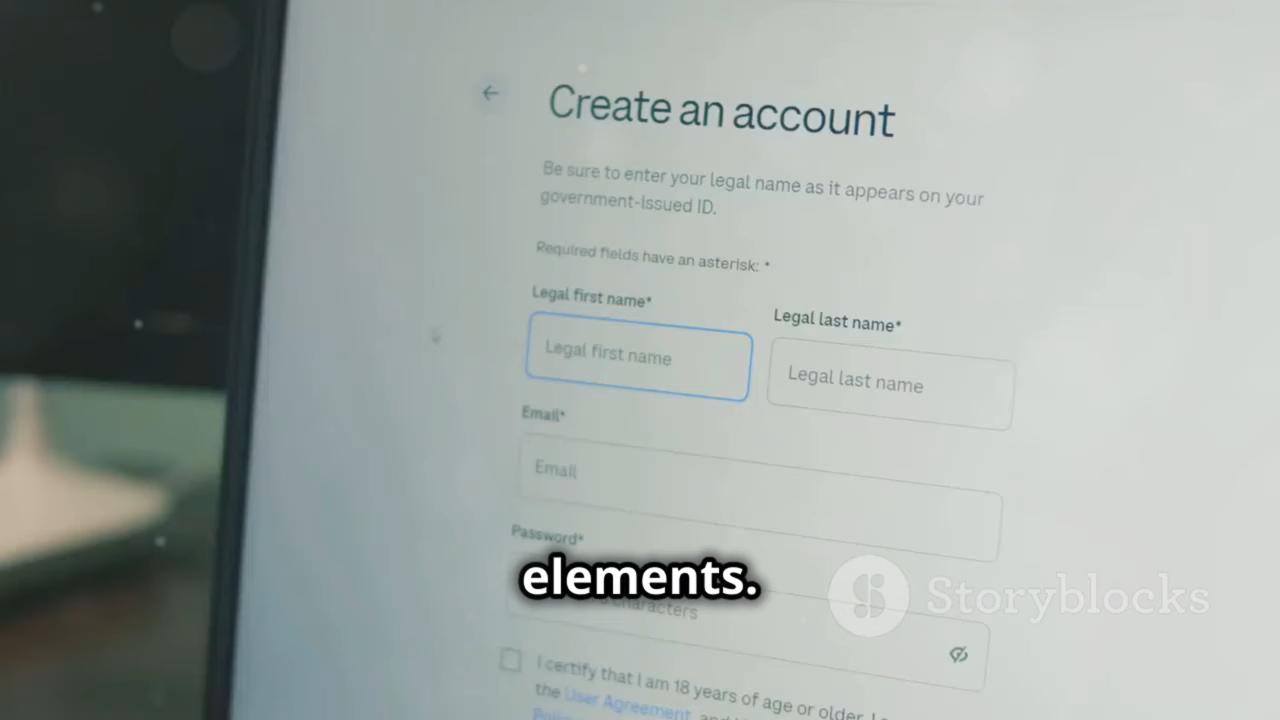 Create an account
Be sure to enter your legal name as it appears on your
government-issued ID.
Required fields have an asterisk: *
Legal first name*
Legal last name*
Legal first name
Legal last name
Email*
Email
Password*
elements.
characters
Storyblocks
I certify that I am 18 years of age or older, I
the User Agreement, and